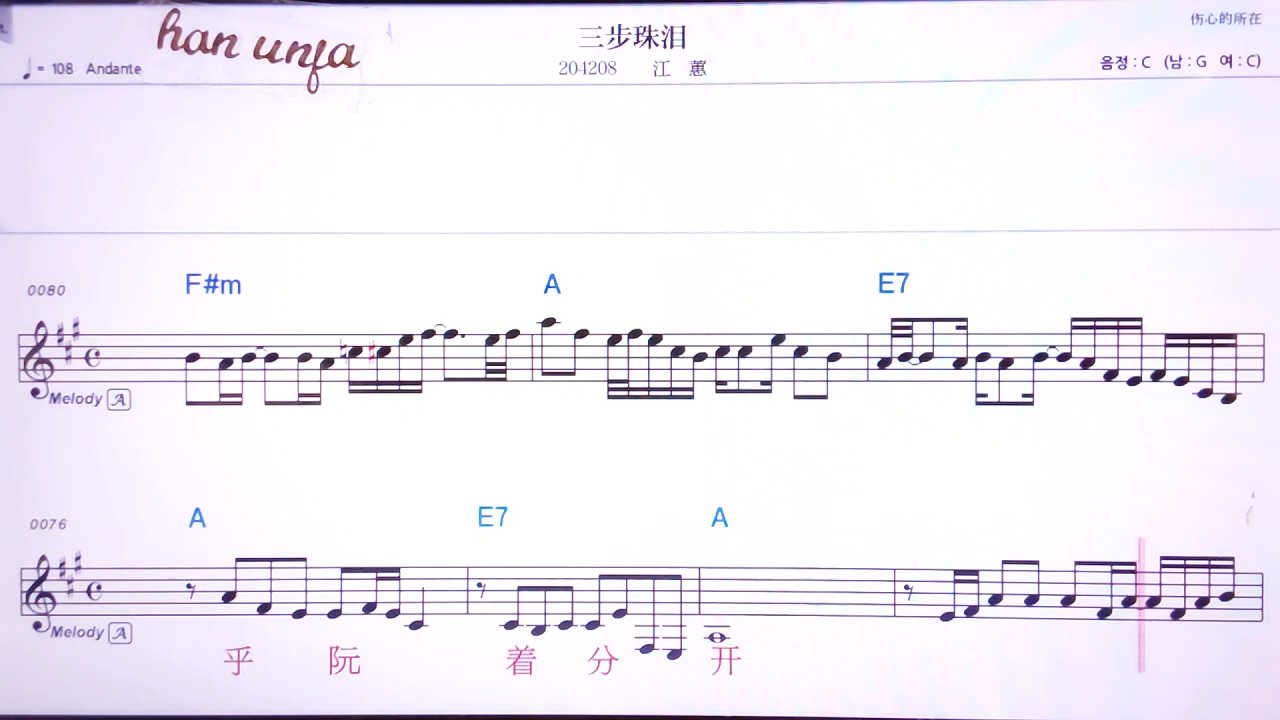 han unfa
三步珠泪
伤心的所在
♩= 108 Andante
204208 江 蕙
음정 : C (남 : G 여 : C)
F#m A E7
0080
Melody A
A E7 A
0076
Melody A
乎 阮 着 分 开